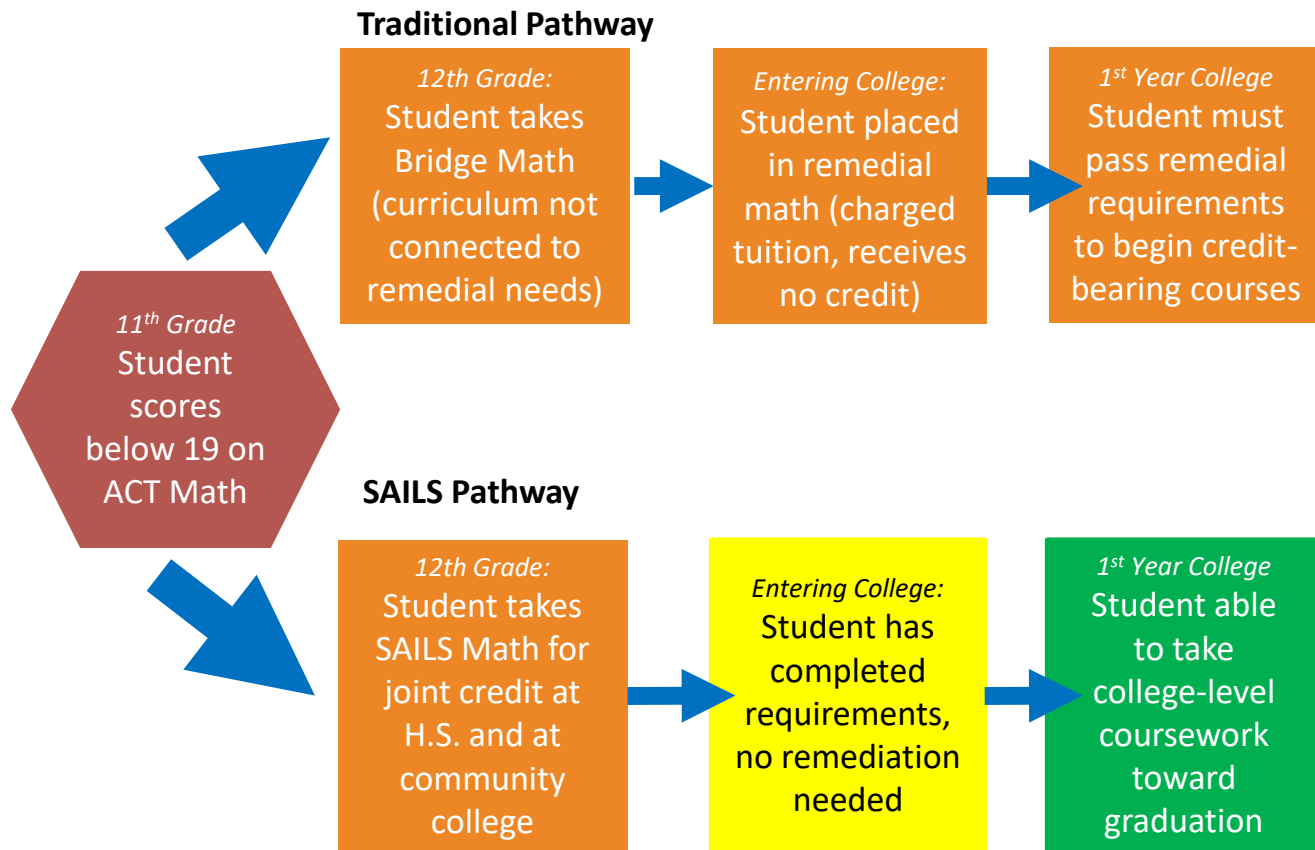 Traditional Pathway
12th Grade:
Student takes
Bridge Math
(curriculum not
connected to
remedial needs)
Entering College:
Student placed
in remedial
math (charged
tuition, receives
no credit)
1st Year College
Student must
pass remedial
requirements
to begin credit-
bearing courses
11th Grade
Student
scores
below 19 on
ACT Math
SAILS Pathway
12th Grade:
Student takes
SAILS Math for
joint credit at
H.S. and at
community
college
Entering College:
Student has
completed
requirements,
no remediation
needed
1st Year College
Student able
to take
college-level
coursework
toward
graduation